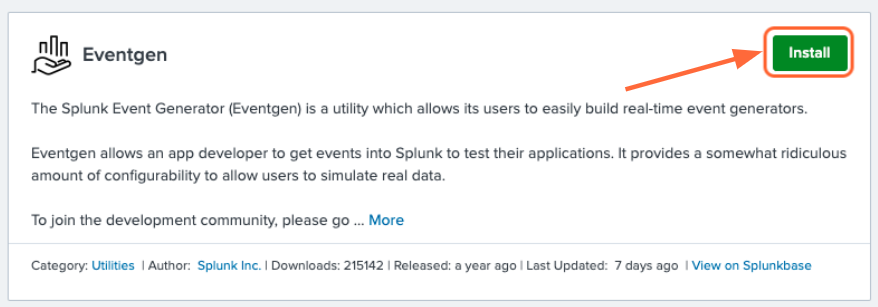 Eventgen
Install
The Splunk Event Generator (Eventgen) is a utility which allows its users to easily build real-time event generators.
Eventgen allows an app developer to get events into Splunk to test their applications. It provides a somewhat ridiculous
amount of configurability to allow users to simulate real data.
To join the development community, please go ... More
Category: Utilities | Author: Splunk Inc. | Downloads: 215142 | Released: a year ago | Last Updated: 7 days ago | View on Splunkbase